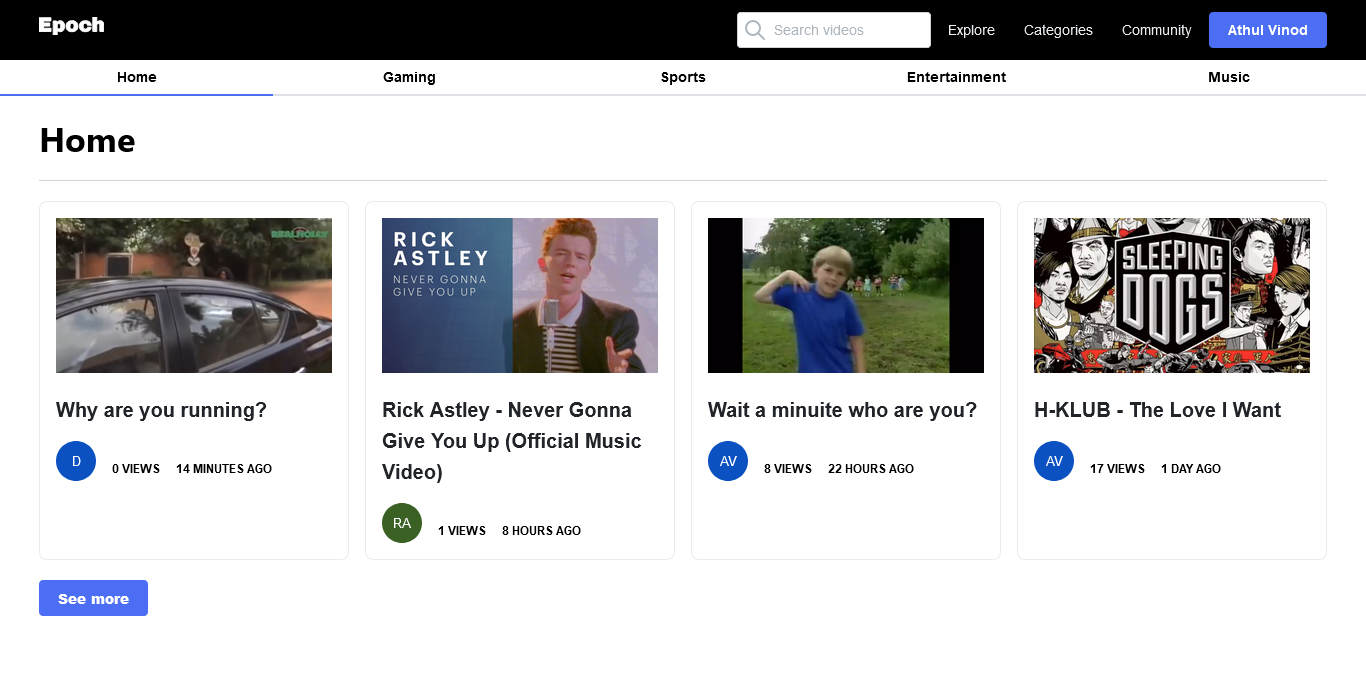 Epoch
Search videos
Explore
Categories
Community
Athul Vinod
Home
Gaming
Sports
Entertainment
Music
Home
REALHOLLY
RICK
ASTLEY
NEVER GONNA
GIVE YOU UP
SLEEPING
DOGS
Why are you running?
D
0 VIEWS
14 MINUTES AGO
Rick Astley - Never Gonna
Give You Up (Official Music
Video)
RA
1 VIEWS
8 HOURS AGO
Wait a minuite who are you?
AV
8 VIEWS
22 HOURS AGO
H-KLUB - The Love I Want
AV
17 VIEWS
1 DAY AGO
See more